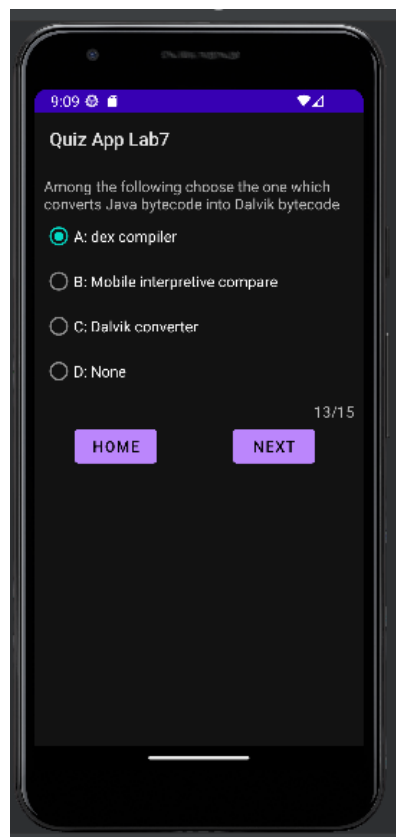 9:09
Quiz App Lab7
Among the following choose the one which
converts Java bytecode into Dalvik bytecode
A: dex compiler
B: Mobile interpretive compare
C: Dalvik converter
D: None
13/15
HOME NEXT